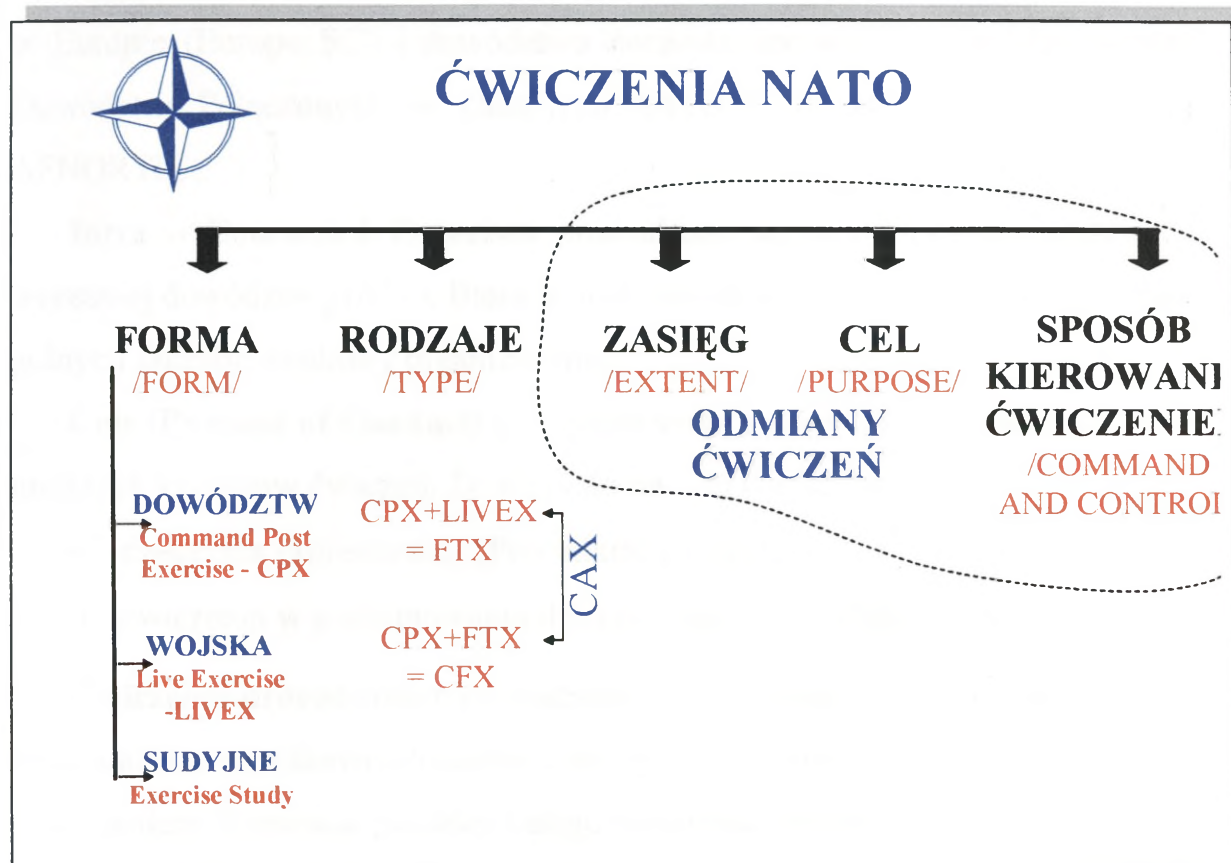 ĆWICZENIA NATO
FORMA
/FORM/
RODZAJE
/TYPE/
ZASIĘG
/EXTENT/
CEL
/PURPOSE/
ODMIANY
ĆWICZEŃ
SPOSÓB
KIEROWANI
ĆWICZENIE
/COMMAND
AND CONTROL
DOWÓDZTW
Command Post
Exercise - CPX
WOJSKA
Live Exercise
-LIVEX
SUDYJNE
Exercise Study
CPX+LIVEX
= FTX
CPX+FTX
= CFX
CAX